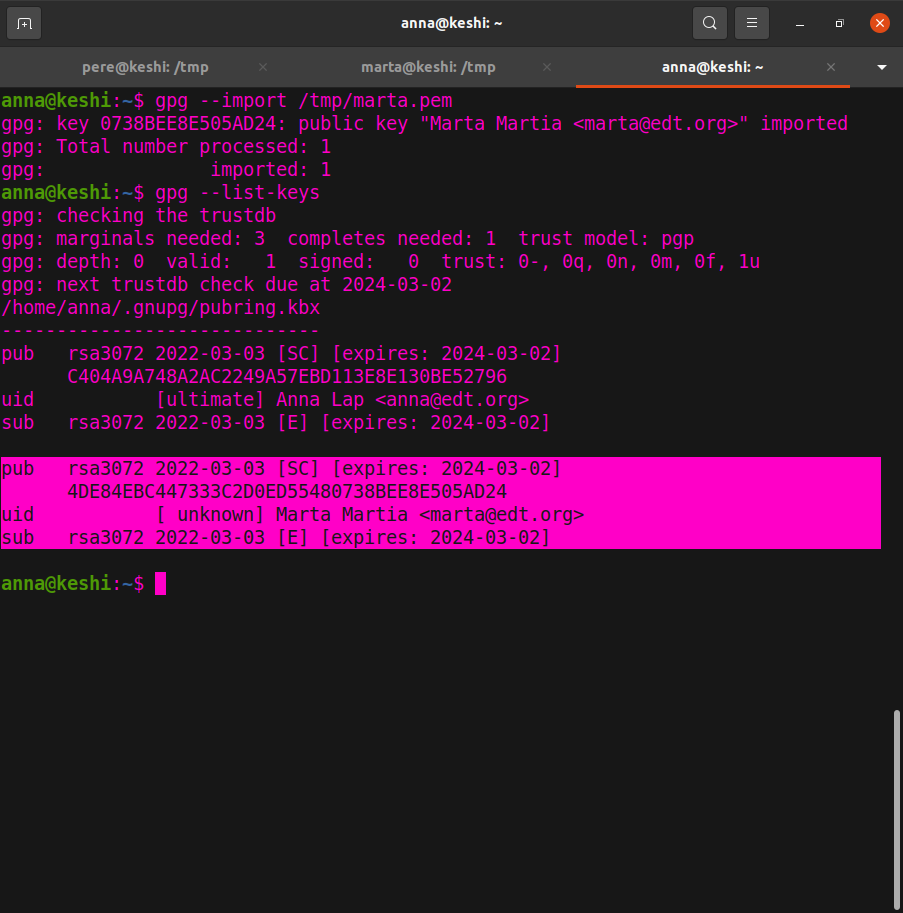 anna@keshi: ~
pere@keshi: /tmp
marta@keshi: /tmp
anna@keshi: ~
anna@keshi:~$ gpg --import /tmp/marta.pem
gpg: key 0738BEE8E505AD24: public key "Marta Martia <marta@edt.org>" imported
gpg: Total number processed: 1
gpg:               imported: 1
anna@keshi:~$ gpg --list-keys
gpg: checking the trustdb
gpg: marginals needed: 3  completes needed: 1  trust model: pgp
gpg: depth: 0  valid:   1  signed:   0  trust: 0-, 0q, 0n, 0m, 0f, 1u
gpg: next trustdb check due at 2024-03-02
/home/anna/.gnupg/pubring.kbx
-----------------------------
pub   rsa3072 2022-03-03 [SC] [expires: 2024-03-02]
      C404A9A748A2AC2249A57EBD113E8E130BE52796
uid           [ultimate] Anna Lap <anna@edt.org>
sub   rsa3072 2022-03-03 [E] [expires: 2024-03-02]
pub   rsa3072 2022-03-03 [SC] [expires: 2024-03-02]
      4DE84EBC447333C2D0ED55480738BEE8E505AD24
uid           [ unknown] Marta Martia <marta@edt.org>
sub   rsa3072 2022-03-03 [E] [expires: 2024-03-02]
anna@keshi:~$